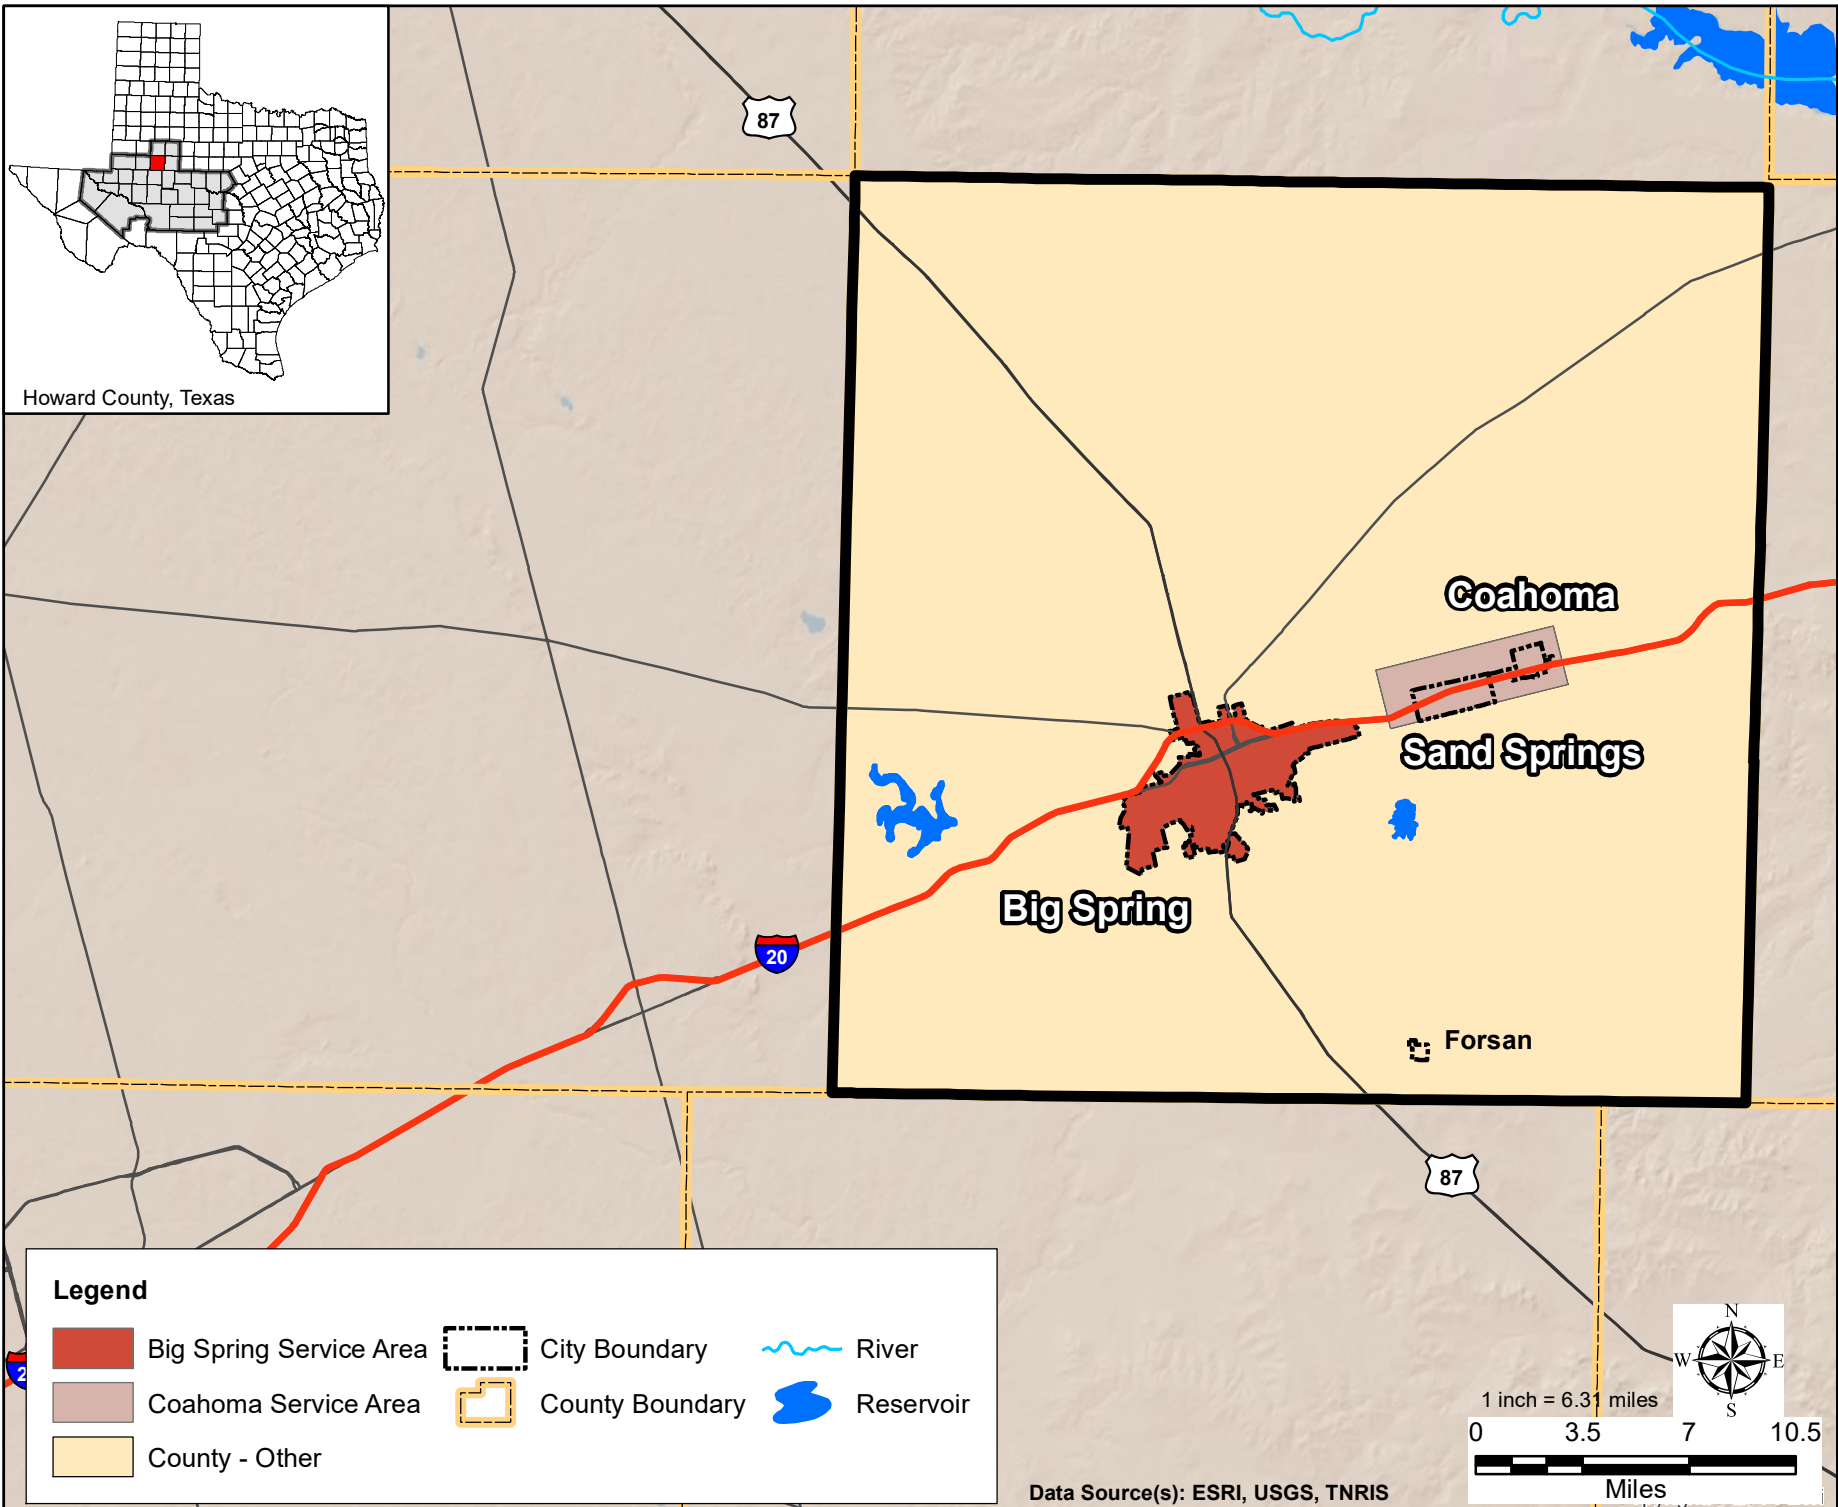 Howard County, Texas
87
Coahoma
Sand Springs
Big Spring
20
Forsan
87
Legend
Big Spring Service Area
City Boundary
River
Coahoma Service Area
County Boundary
Reservoir
County - Other
2
N
W
E
S
1 inch = 6.31 miles
0 3.5 7 10.5
Miles
Data Source(s): ESRI, USGS, TNRIS